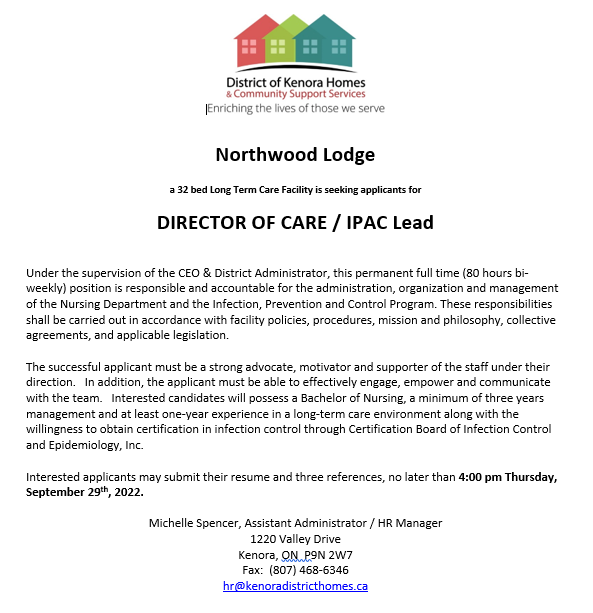 District of Kenora Homes
& Community Support Services
Enriching the lives of those we serve
Northwood Lodge
a 32 bed Long Term Care Facility is seeking applicants for
DIRECTOR OF CARE / IPAC Lead
Under the supervision of the CEO & District Administrator, this permanent full time (80 hours bi-
weekly) position is responsible and accountable for the administration, organization and management
of the Nursing Department and the Infection, Prevention and Control Program. These responsibilities
shall be carried out in accordance with facility policies, procedures, mission and philosophy, collective
agreements, and applicable legislation.
The successful applicant must be a strong advocate, motivator and supporter of the staff under their
direction.   In addition, the applicant must be able to effectively engage, empower and communicate
with the team.   Interested candidates will possess a Bachelor of Nursing, a minimum of three years
management and at least one-year experience in a long-term care environment along with the
willingness to obtain certification in infection control through Certification Board of Infection Control
and Epidemiology, Inc.
Interested applicants may submit their resume and three references, no later than 4:00 pm Thursday,
September 29th, 2022.
Michelle Spencer, Assistant Administrator / HR Manager
1220 Valley Drive
Kenora, ON  P9N 2W7
Fax:  (807) 468-6346
hr@kenoradistricthomes.ca